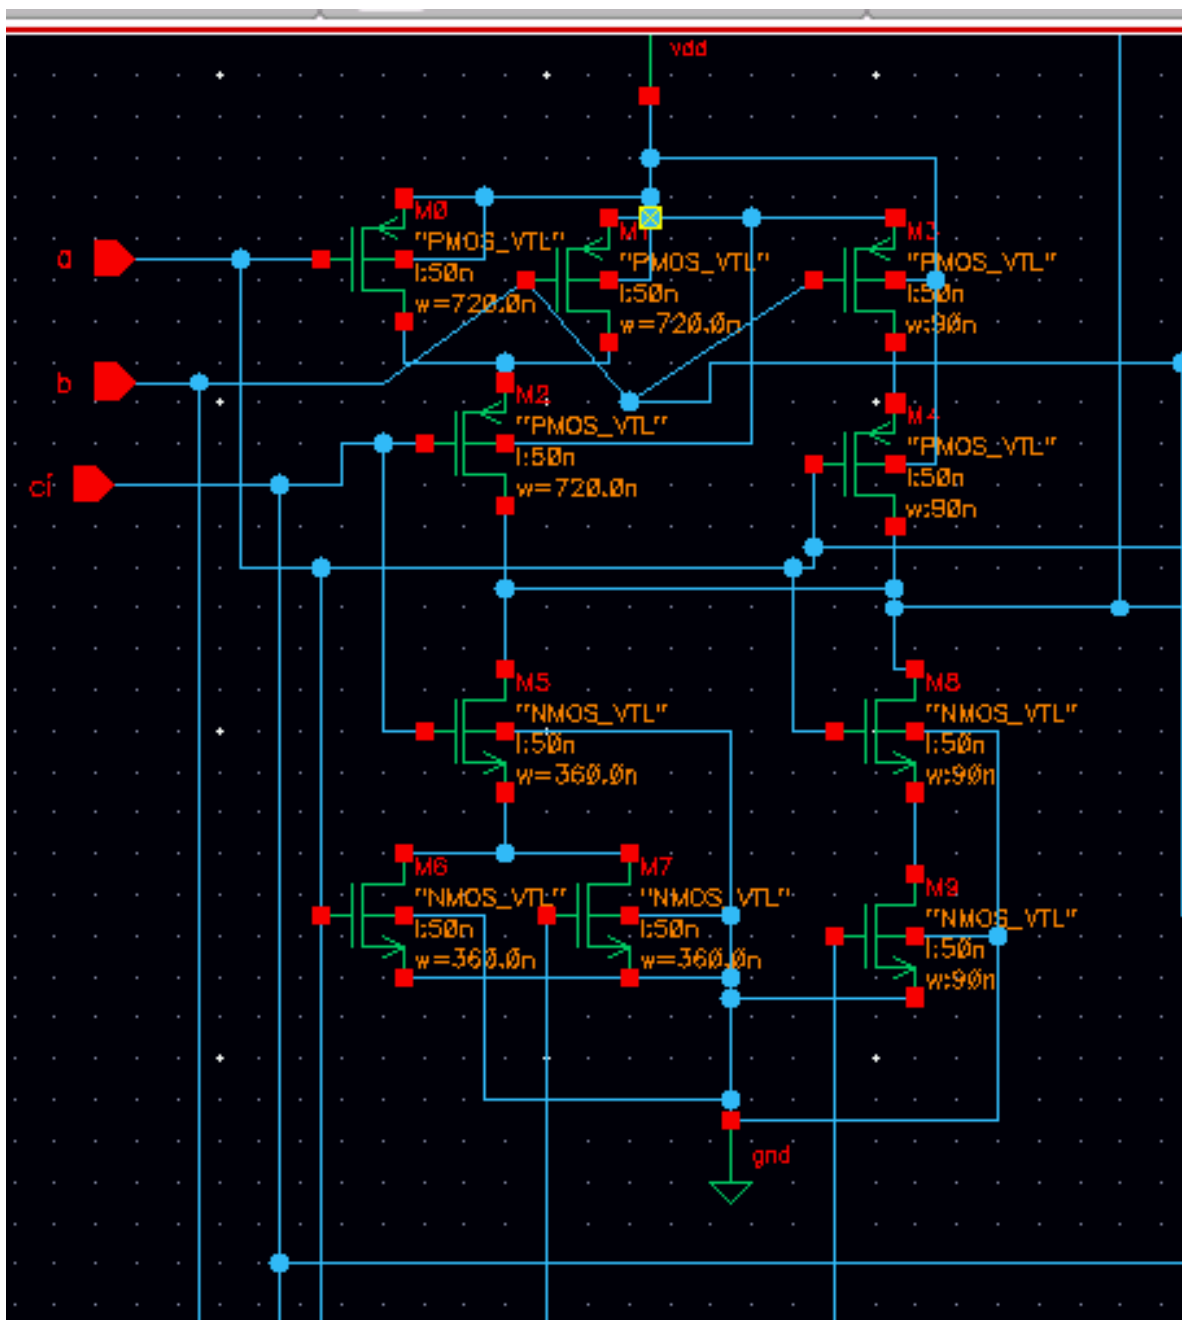 vdd
a
M0
"PMOS_VTL"
l:50n
w=720.0n
M1
"PMOS_VTL"
l:50n
w=720.0n
M3
"PMOS_VTL"
l:50n
w:90n
b
M2
"PMOS_VTL"
l:50n
w=720.0n
M4
"PMOS_VTL"
l:50n
w:90n
ci
M5
"NMOS_VTL"
l:50n
w=360.0n
M8
"NMOS_VTL"
l:50n
w:90n
M6
"NMOS_VTL"
l:50n
w=360.0n
M7
"NMOS_VTL"
l:50n
w=360.0n
M9
"NMOS_VTL"
l:50n
w:90n
gnd